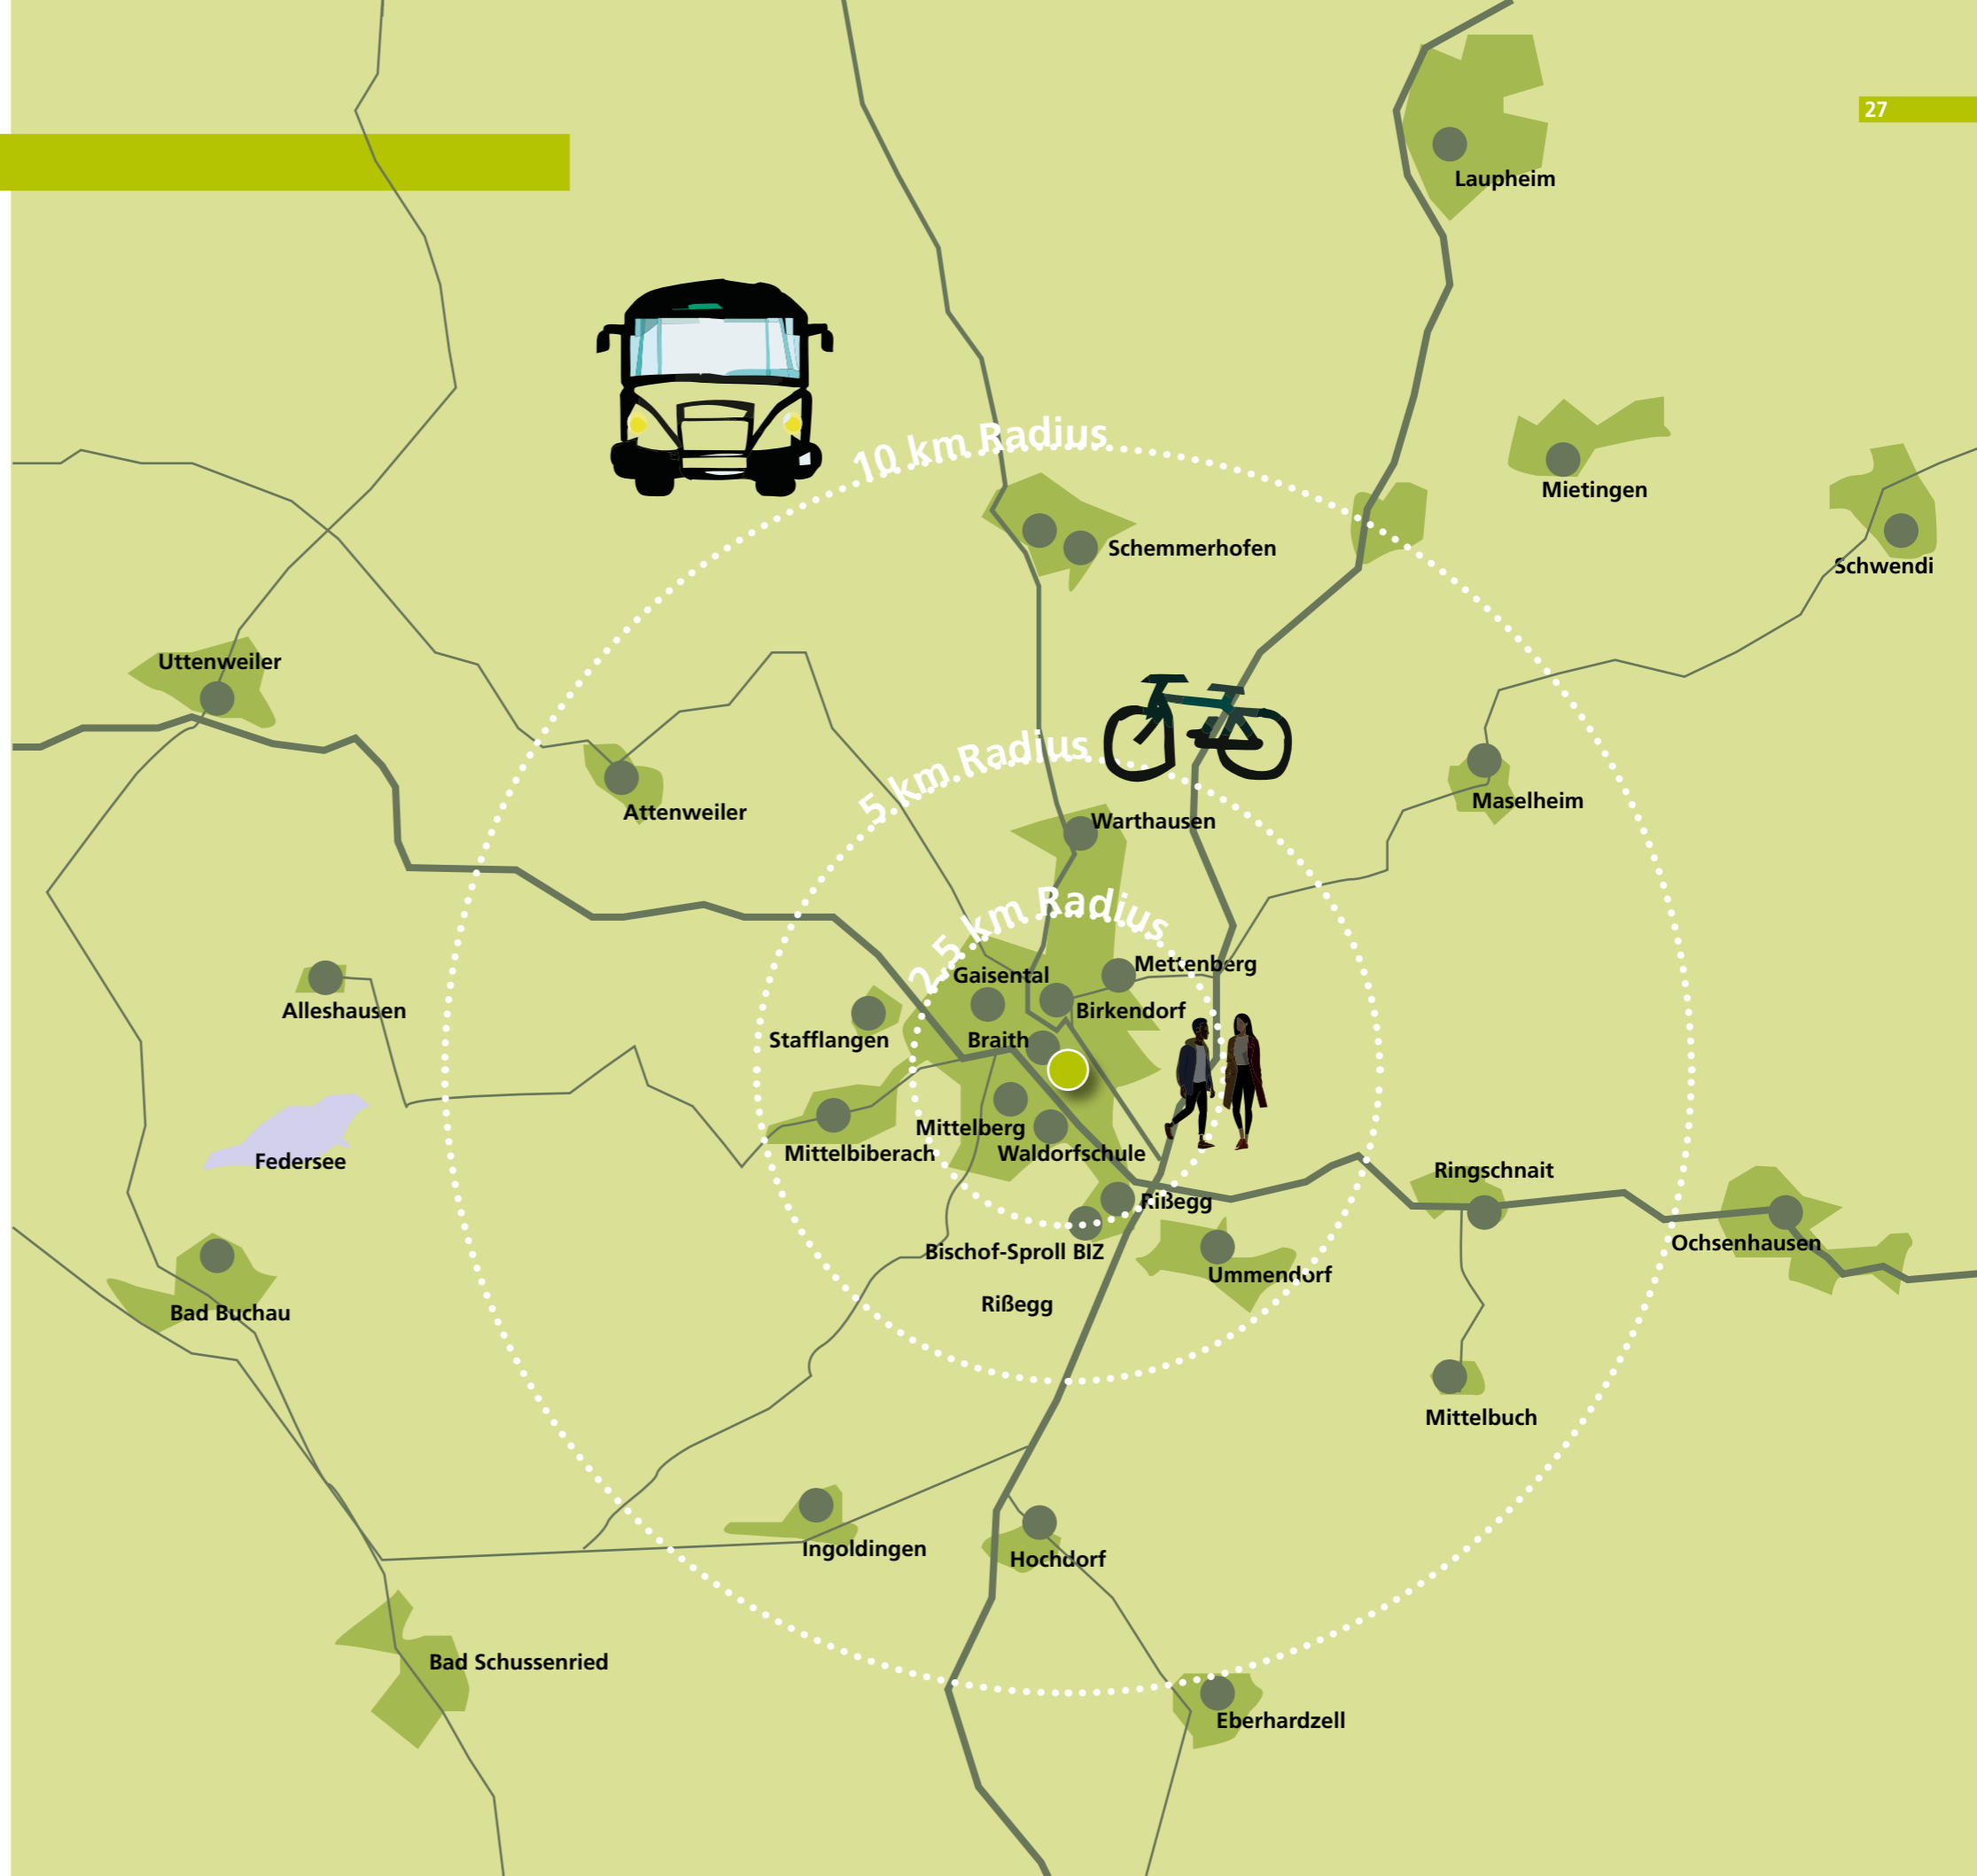 27
Laupheim
10 km Radius
Mietingen
Schemmerhofen
Schwendi
Uttenweiler
5 km Radius
Attenweiler
Maselheim
Warthausen
2,5 km Radius
Mettenberg
Gaisental
Alleshausen
Birkendorf
Stafflangen
Braith
Mittelberg
Mittelbiberach
Waldorfschule
Federsee
Ringschnait
Rißegg
Ochsenhausen
Bischof-Sproll BIZ
Ummendorf
Rißegg
Bad Buchau
Mittelbuch
Ingoldingen
Hochdorf
Bad Schussenried
Eberhardzell